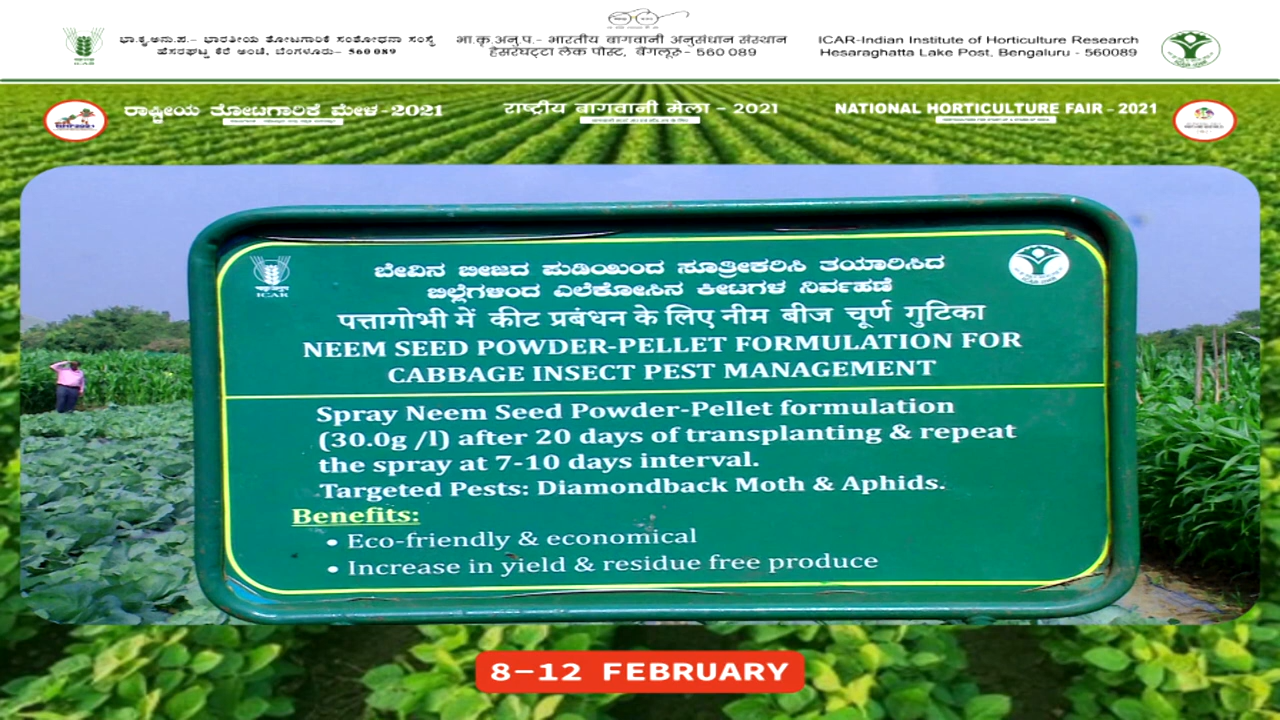 ಭಾ.ಕೃ.ಅನು.ಪ.- ಭಾರತೀಯ ತೋಟಗಾರಿಕೆ ಸಂಶೋಧನಾ ಸಂಸ್ಥೆ
ಹೆಸರಘಟ್ಟ ಕೆರೆ ಅಂಚೆ, ಬೆಂಗಳೂರು- 560 089
भा.कृ.अनु.प.- भारतीय बागवानी अनुसंधान संस्थान
हेसरघट्टा लेक पोस्ट, बेंगलूरू- 560 089
ICAR-Indian Institute of Horticulture Research
Hesaraghatta Lake Post, Bengaluru - 560089
ರಾಷ್ಟ್ರೀಯ ತೋಟಗಾರಿಕೆ ಮೇಳ -2021
राष्ट्रीय बागवानी मेला - 2021
NATIONAL HORTICULTURE FAIR - 2021
ICAR
ಬೇವಿನ ಬೀಜದ ಪುಡಿಯಿಂದ ಸೂತ್ರೀಕರಿಸಿ ತಯಾರಿಸಿದ
ಬಿಲ್ಲೆಗಳಿಂದ ಎಲೆಕೋಸಿನ ಕೀಟಗಳ ನಿರ್ವಹಣೆ
पत्तागोभी में कीट प्रबंधन के लिए नीम बीज चूर्ण गुटिका
NEEM SEED POWDER-PELLET FORMULATION FOR
CABBAGE INSECT PEST MANAGEMENT
Spray Neem Seed Powder-Pellet formulation
(30.0g /l) after 20 days of transplanting & repeat
the spray at 7-10 days interval.
Targeted Pests: Diamondback Moth & Aphids.
Benefits:
• Eco-friendly & economical
• Increase in yield & residue free produce
8–12 FEBRUARY